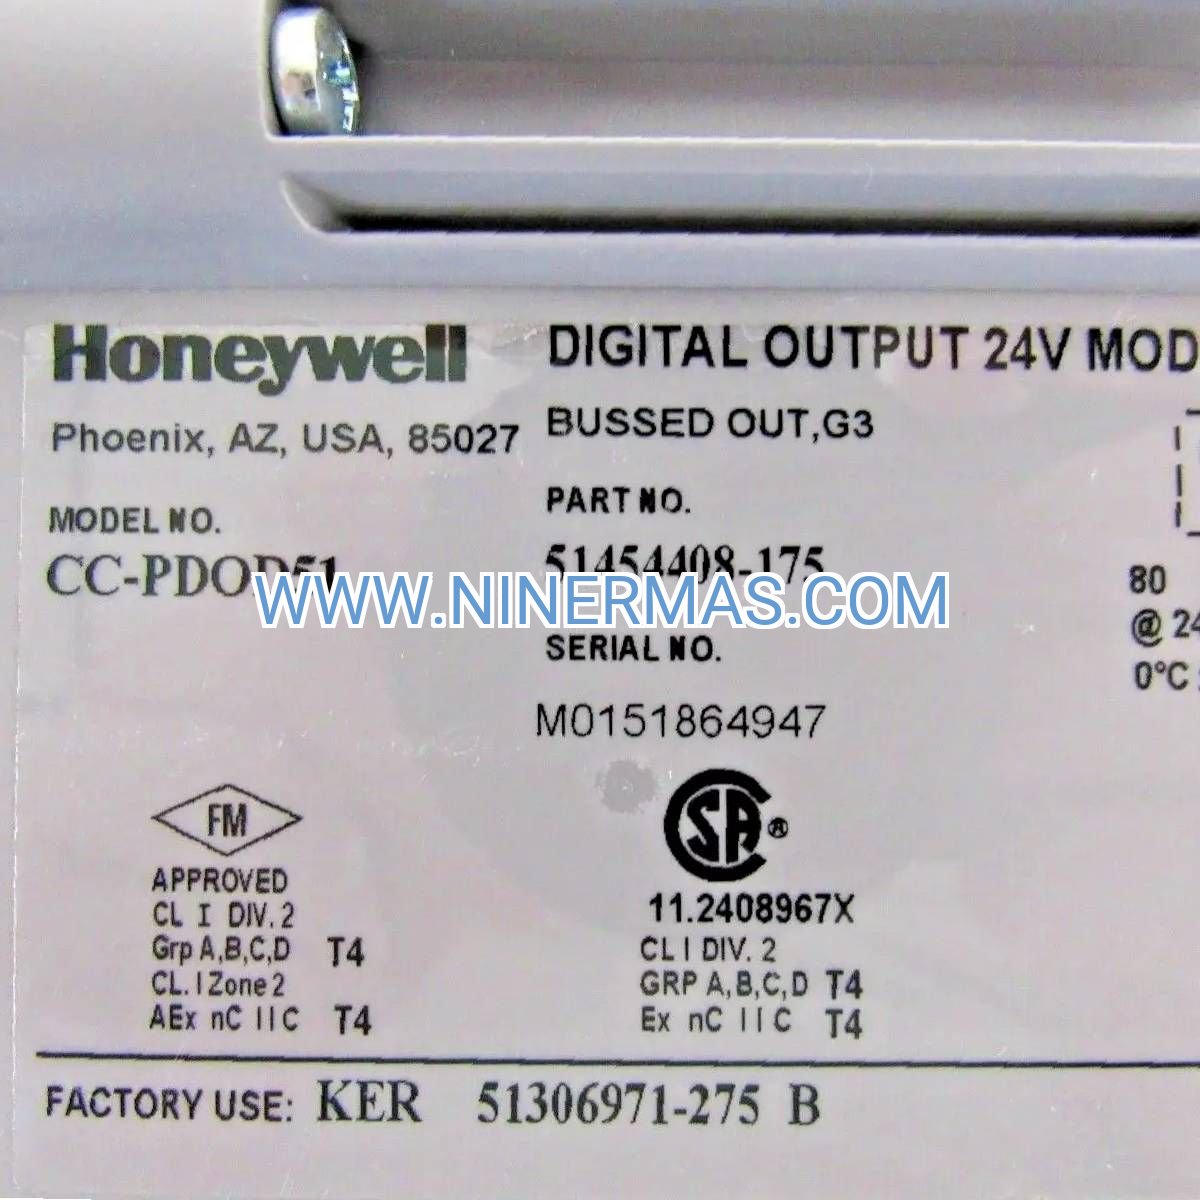 Honeywell
Phoenix, AZ, USA, 85027
MODEL NO.
CC-PDOD51
DIGITAL OUTPUT 24V MOD
BUSSED OUT,G3
PART NO.
51454408-175
SERIAL NO.
M0151864947
80
@ 24
0°C
WWW.NINERMAS.COM
FM
APPROVED
CL I DIV. 2
Grp A,B,C,D T4
CL. I Zone 2
AEx nC IIC T4
SA ®
11.2408967X
CL I DIV. 2
GRP A,B,C,D T4
Ex nC IIC T4
FACTORY USE: KER 51306971-275 B